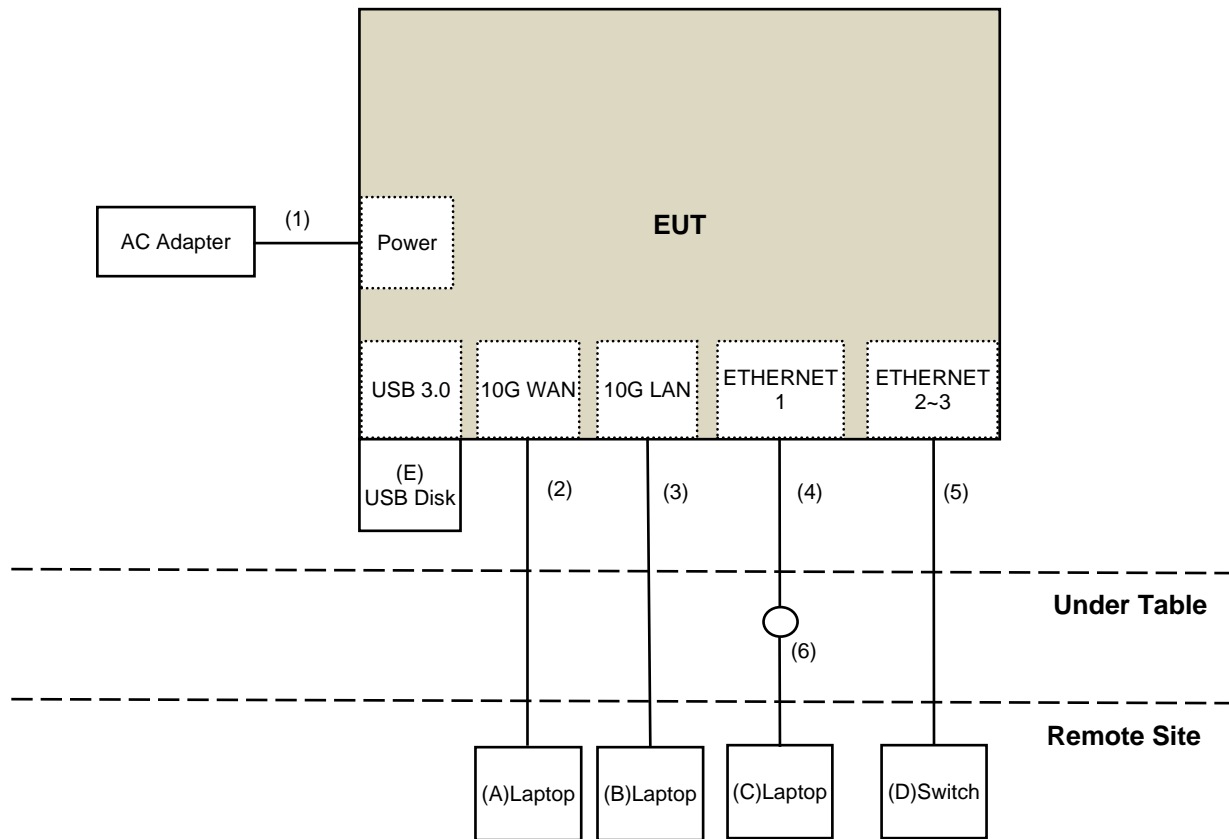 EUT
(1)
AC Adapter
Power
USB 3.0
10G WAN
10G LAN
ETHERNET
1
ETHERNET
2~3
(E)
USB Disk
(2)
(3)
(4)
(5)
Under Table
(6)
Remote Site
(A)Laptop
(B)Laptop
(C)Laptop
(D)Switch